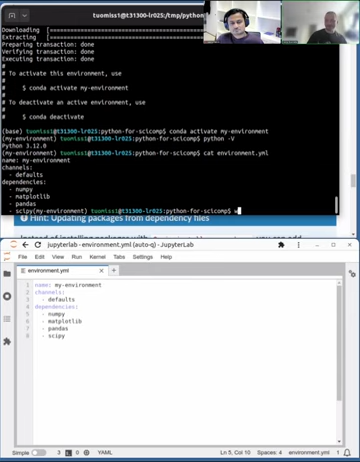 tuomiss1@t31300-lr025:/tmp/python
Downloading  [===
Extracting  [===
Preparing transaction: done
Verifying transaction: done
Executing transaction: done
#
# To activate this environment, use
#
#     $ conda activate my-environment
#
# To deactivate an active environment, use
#
#     $ conda deactivate
(base) tuomiss1@t31300-lr025:python-for-scicomp$ conda activate my-environment
(my-environment) tuomiss1@t31300-lr025:python-for-scicomp$ python -V
Python 3.12.0
(my-environment) tuomiss1@t31300-lr025:python-for-scicomp$ cat environment.yml
name: my-environment
channels:
  - defaults
dependencies:
  - numpy
  - matplotlib
  - pandas
  - scipy(my-environment) tuomiss1@t31300-lr025:python-for-scicomp$
Hint: Updating packages from dependency files
jupyterlab - environment.yml (auto-q) - JupyterLab
File Edit View Run Kernel Tabs Settings Help
environment.yml
1 name: my-environment
2 channels:
3   - defaults
4 dependencies:
5   - numpy
6   - matplotlib
7   - pandas
8   - scipy
Simple 3 0 YAML Ln 5, Col 10 Spaces: 4 environment.yml 1